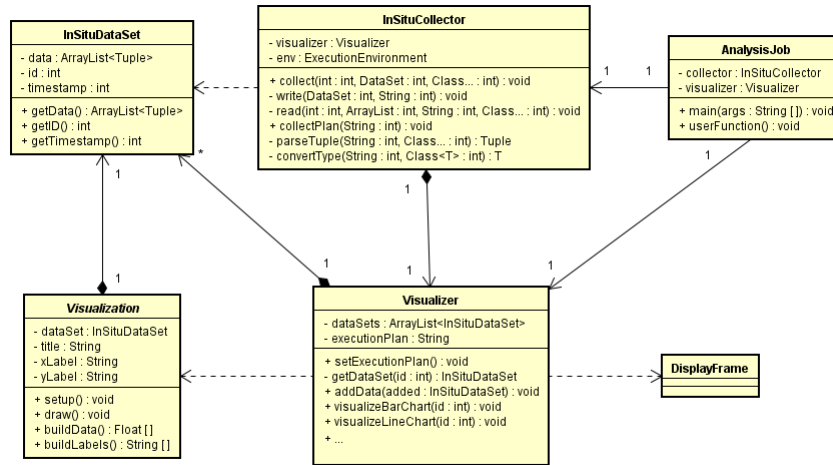 InSituDataSet
- data : ArrayList<Tuple>
- id : int
- timestamp : int
+ getData() : ArrayList<Tuple>
+ getID() : int
+ getTimestamp() : int
InSituCollector
- visualizer : Visualizer
- env : ExecutionEnvironment
+ collect(int : int, DataSet : int, Class... : int) : void
- write(DataSet : int, String : int) : void
- read(int : int, ArrayList : int, String : int, Class... : int) : void
+ collectPlan(String : int) : void
- parseTuple(String : int, Class... : int) : Tuple
- convertType(String : int, Class<T> : int) : T
AnalysisJob
- collector : InSituCollector
- visualizer : Visualizer
+ main(args : String []) : void
+ userFunction() : void
1
1
1
*
1
1
1
1
1
1
Visualization
- dataSet : InSituDataSet
- title : String
- xLabel : String
- yLabel : String
+ setup() : void
+ draw() : void
+ buildData() : Float []
+ buildLabels() : String []
Visualizer
- dataSets : ArrayList<InSituDataSet>
- executionPlan : String
+ setExecutionPlan() : void
- getDataSet(id : int) : InSituDataSet
+ addData(added : InSituDataSet) : void
+ visualizeBarChart(id : int) : void
+ visualizeLineChart(id : int) : void
+ ...
DisplayFrame